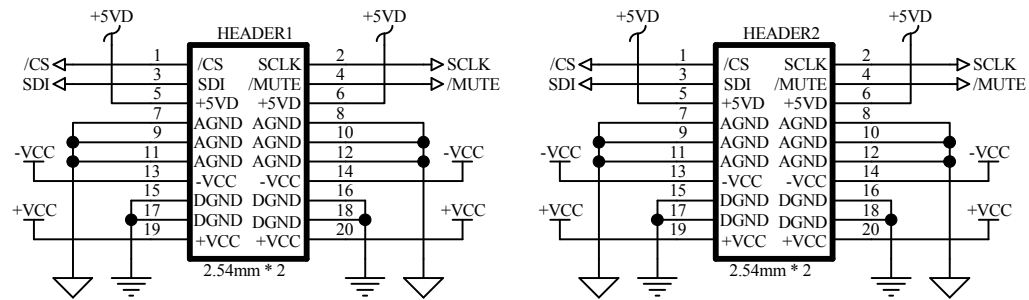 +5VD +5VD +5VD +5VD
HEADER1 HEADER2
/CS 1 /CS SCLK 2 SCLK /CS 1 /CS SCLK 2 SCLK
SDI 3 SDI /MUTE 4 /MUTE SDI 3 SDI /MUTE 4 /MUTE
5 +5VD +5VD 6 5 +5VD +5VD 6
7 AGND AGND 8 7 AGND AGND 8
9 AGND AGND 10 9 AGND AGND 10
11 AGND AGND 12 11 AGND AGND 12
-VCC 13 -VCC -VCC 14 -VCC -VCC 13 -VCC -VCC 14 -VCC
15 DGND DGND 16 15 DGND DGND 16
17 DGND DGND 18 17 DGND DGND 18
+VCC 19 +VCC +VCC 20 +VCC +VCC 19 +VCC +VCC 20 +VCC
2.54mm * 2 2.54mm * 2